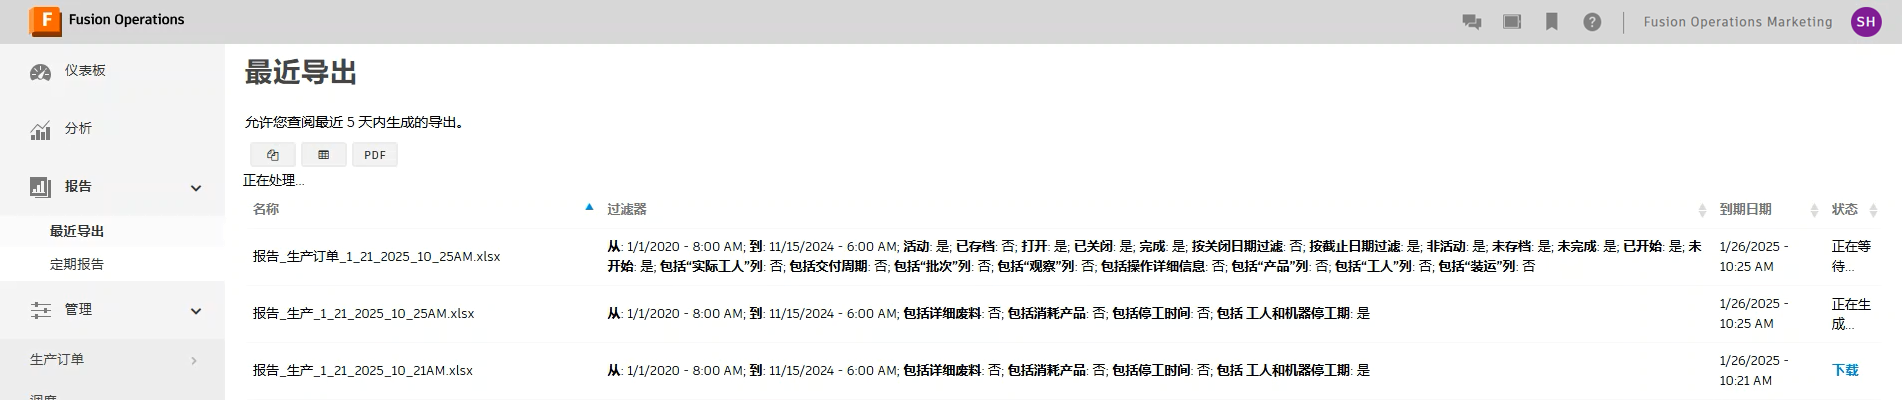 Fusion Operations
Fusion Operations Marketing
SH
仪表板
分析
报告
最近导出
定期报告
管理
生产订单
最近导出
允许您查阅最近 5 天内生成的导出。
PDF
正在处理...
名称 过滤器 到期日期 状态
报告_生产订单_1_21_2025_10_25AM.xlsx
从: 1/1/2020 - 8:00 AM; 到: 11/15/2024 - 6:00 AM; 活动: 是; 已存档: 否; 打开: 是; 已关闭: 是; 完成: 是; 按关闭日期过滤: 否; 按截止日期过滤: 是; 非活动: 是; 未存档: 是; 未完成: 是; 已开始: 是; 未
开始: 是; 包括“实际工人”列: 否; 包括交付周期: 否; 包括“批次”列: 否; 包括“观察”列: 否; 包括操作详细信息: 否; 包括“产品”列: 否; 包括“工人”列: 否; 包括“装运”列: 否
1/26/2025 -
10:25 AM
正在等
待...
报告_生产_1_21_2025_10_25AM.xlsx
从: 1/1/2020 - 8:00 AM; 到: 11/15/2024 - 6:00 AM; 包括详细废料: 否; 包括消耗产品: 否; 包括停工时间: 否; 包括 工人和机器停工期: 是
1/26/2025 -
10:25 AM
正在生
成...
报告_生产_1_21_2025_10_21AM.xlsx
从: 1/1/2020 - 8:00 AM; 到: 11/15/2024 - 6:00 AM; 包括详细废料: 否; 包括消耗产品: 否; 包括停工时间: 否; 包括 工人和机器停工期: 是
1/26/2025 -
10:21 AM
下载